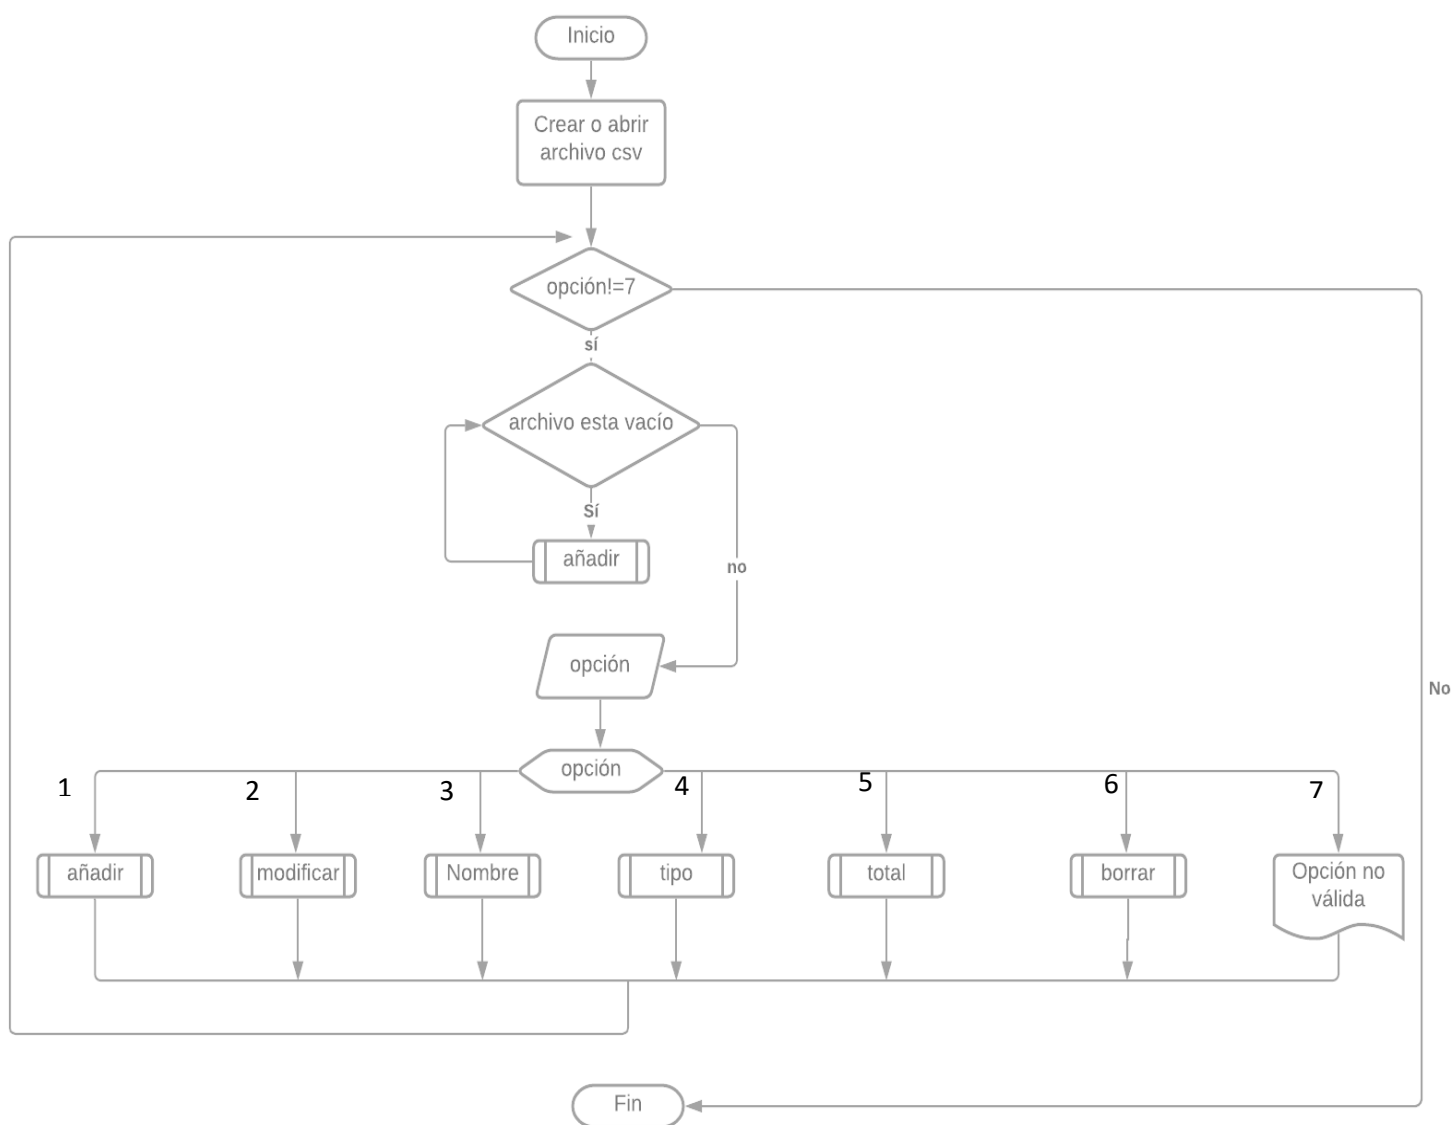 Inicio
Crear o abrir
archivo csv
opción!=7
sí
archivo esta vacío
Sí
añadir
no
opción
No
opción
1
2
3
4
5
6
7
añadir
modificar
Nombre
tipo
total
borrar
Opción no
válida
Fin